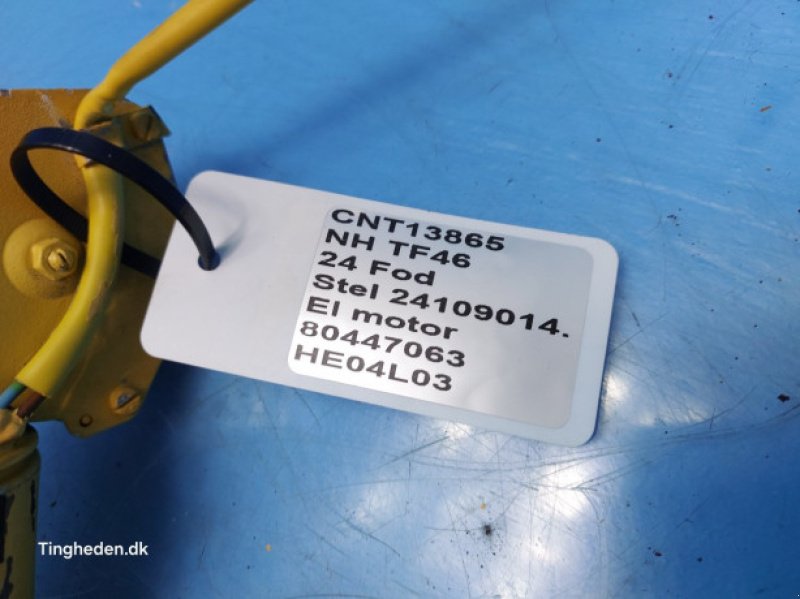 CNT13865
NH TF46
24 Fod
Stel 24109014.
El motor
80447063
HE04L03
Tingheden.dk